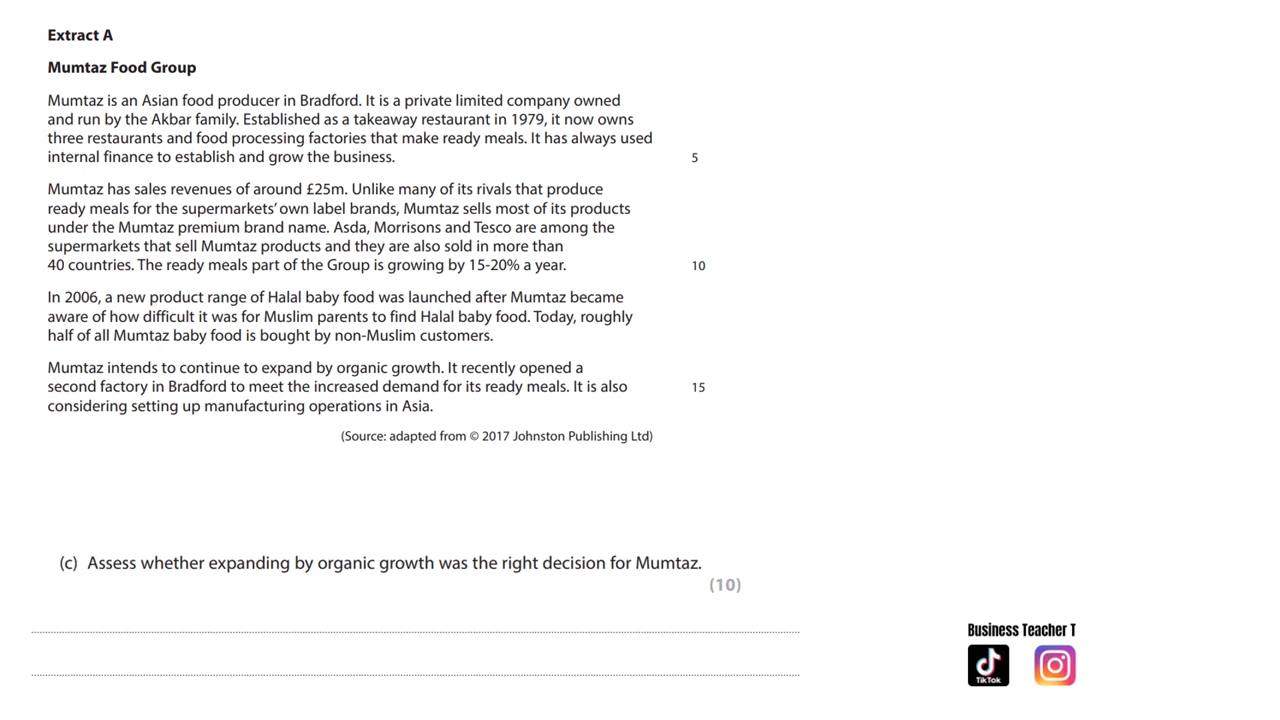 Extract A
Mumtaz Food Group
Mumtaz is an Asian food producer in Bradford. It is a private limited company owned
and run by the Akbar family. Established as a takeaway restaurant in 1979, it now owns
three restaurants and food processing factories that make ready meals. It has always used
internal finance to establish and grow the business. 5
Mumtaz has sales revenues of around £25m. Unlike many of its rivals that produce
ready meals for the supermarkets' own label brands, Mumtaz sells most of its products
under the Mumtaz premium brand name. Asda, Morrisons and Tesco are among the
supermarkets that sell Mumtaz products and they are also sold in more than
40 countries. The ready meals part of the Group is growing by 15-20% a year. 10
In 2006, a new product range of Halal baby food was launched after Mumtaz became
aware of how difficult it was for Muslim parents to find Halal baby food. Today, roughly
half of all Mumtaz baby food is bought by non-Muslim customers.
Mumtaz intends to continue to expand by organic growth. It recently opened a
second factory in Bradford to meet the increased demand for its ready meals. It is also 15
considering setting up manufacturing operations in Asia.
(Source: adapted from © 2017 Johnston Publishing Ltd)
(c) Assess whether expanding by organic growth was the right decision for Mumtaz.
(10)
Business Teacher T
TikTok